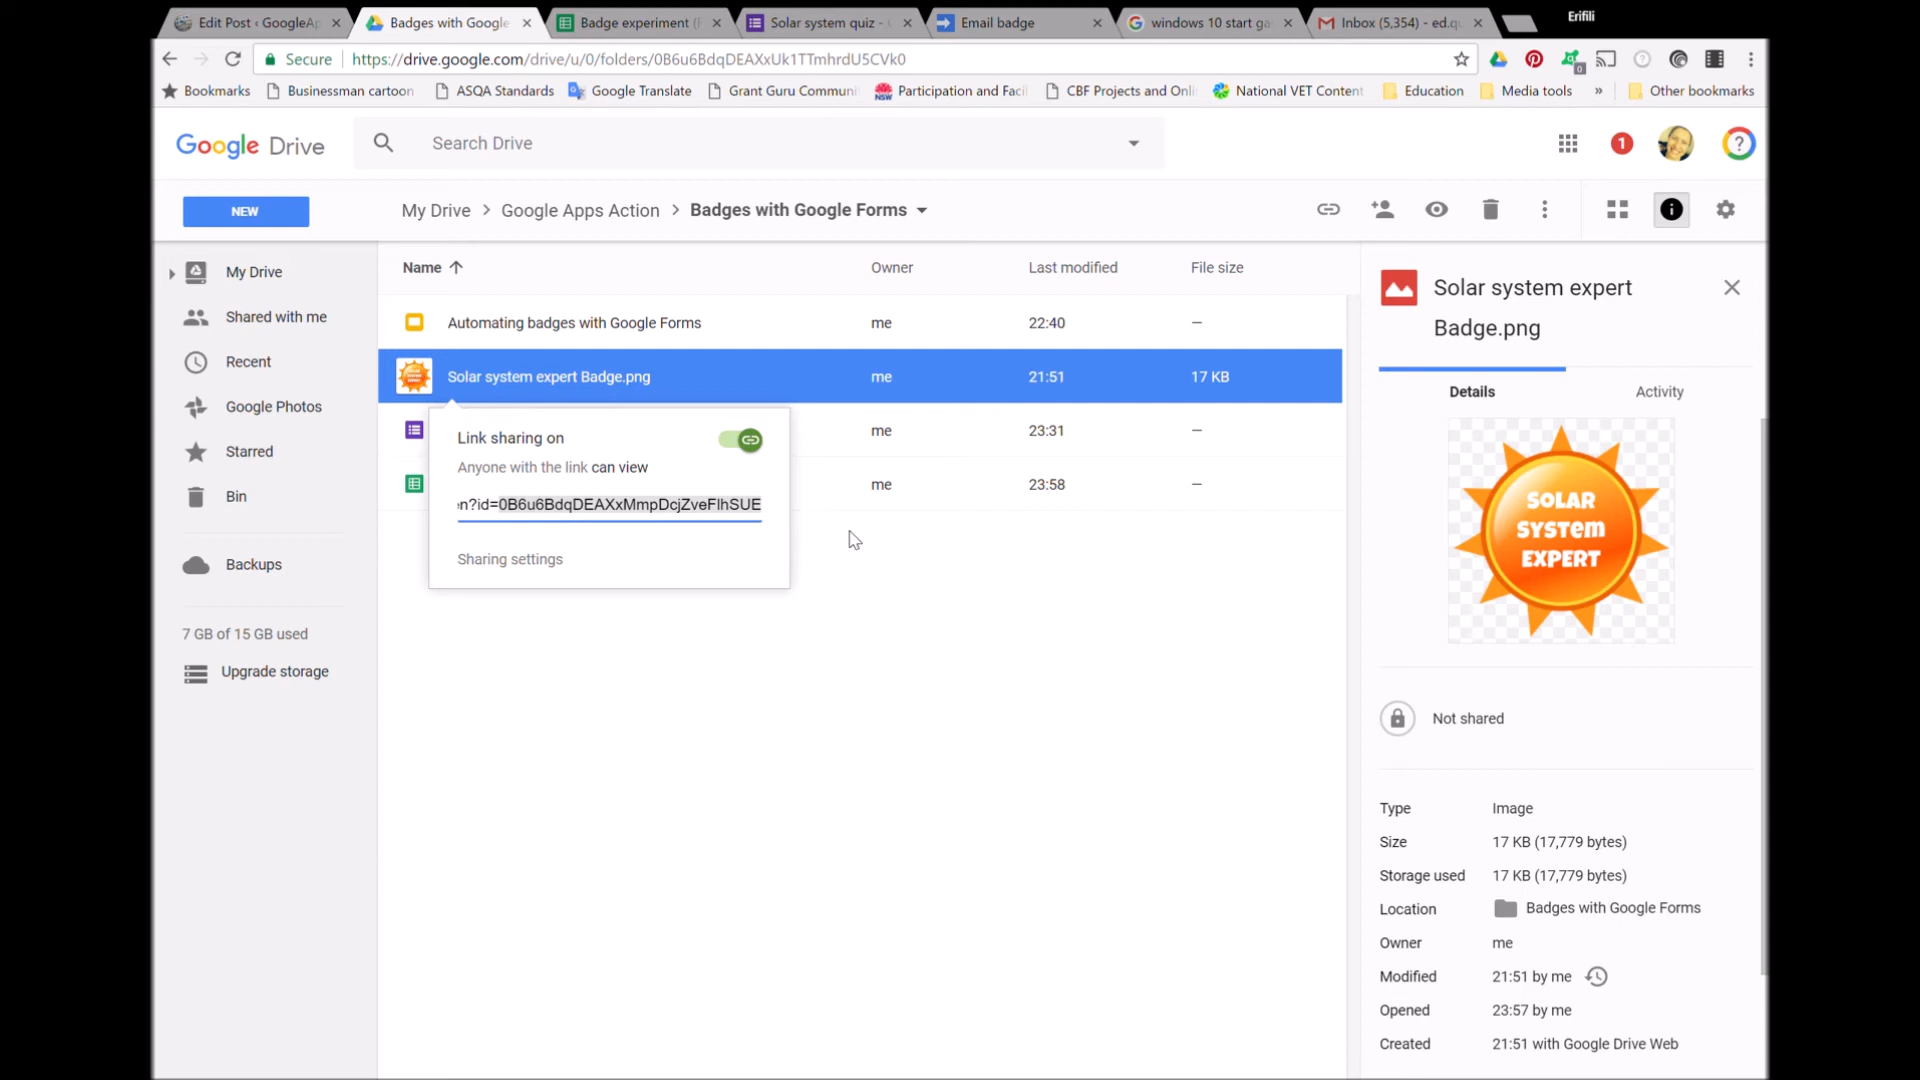 Edit Post ‹ GoogleAp
Badges with Google
Badge experiment (R
Solar system quiz - G
Email badge
windows 10 start ga
Inbox (5,354) - ed.qu
Erifili
Secure
https://drive.google.com/drive/u/0/folders/0B6u6BdqDEAXxUk1TTmhrdU5CVk0
0
Bookmarks
Businessman cartoon
ASQA Standards
Google Translate
Grant Guru Communi
Participation and Facil
CBF Projects and Onli
National VET Content
Education
Media tools
»
Other bookmarks
Google Drive
Search Drive
1
?
NEW
My Drive > Google Apps Action > Badges with Google Forms
My Drive
Shared with me
Recent
Google Photos
Starred
Bin
Backups
7 GB of 15 GB used
Upgrade storage
Name
Owner
Last modified
File size
Automating badges with Google Forms
me
22:40
–
Solar system expert Badge.png
me
21:51
17 KB
me
23:31
–
me
23:58
–
Link sharing on
Anyone with the link can view
n?id=0B6u6BdqDEAXxMmpDcjZveFlhSUE
Sharing settings
Solar system expert
Badge.png
Details
Activity
SOLAR
SYSTEM
EXPERT
Not shared
Type Image
Size 17 KB (17,779 bytes)
Storage used 17 KB (17,779 bytes)
Location Badges with Google Forms
Owner me
Modified 21:51 by me
Opened 23:57 by me
Created 21:51 with Google Drive Web